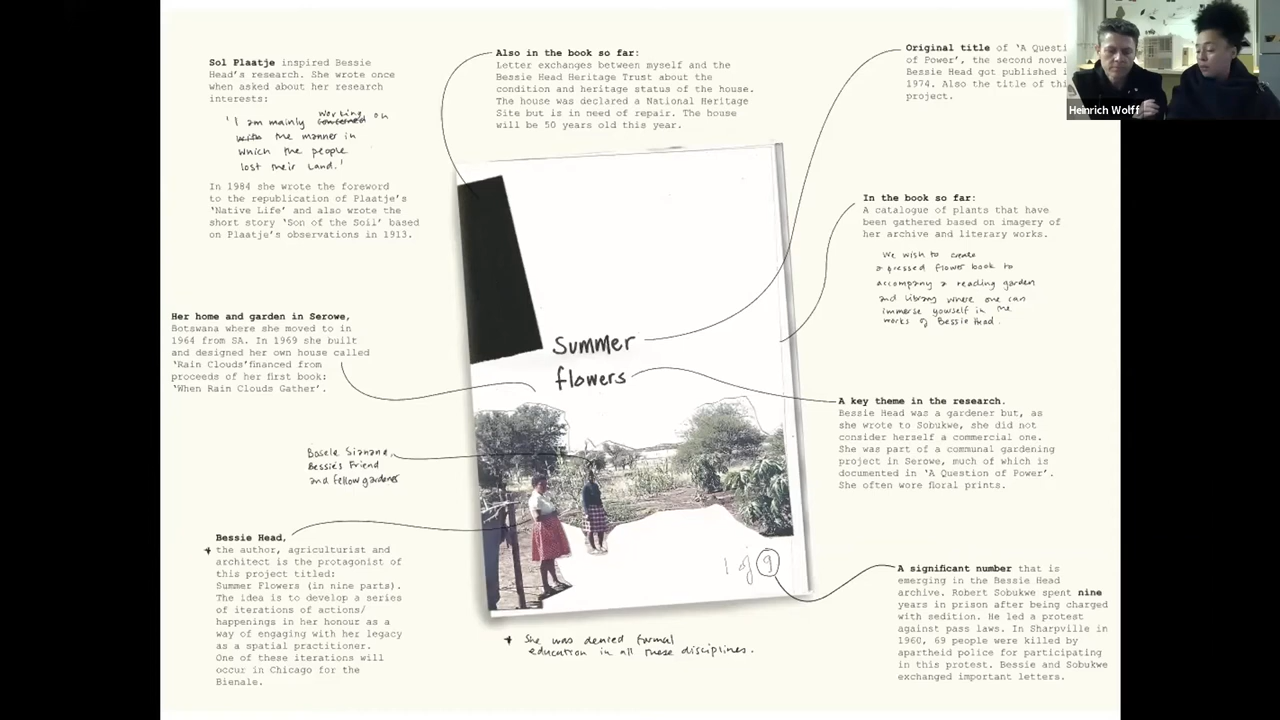 Sol Plaatje inspired Bessie
Head's research. She wrote once
when asked about her research
interests:
'I am mainly concerned working on
with the manner in
which the people
lost their Land.'
In 1984 she wrote the foreword
to the republication of Plaatje's
'Native Life' and also wrote the
short story 'Son of the Soil' based
on Plaatje's observations in 1913.
Her home and garden in Serowe,
Botswana where she moved to in
1964 from SA. In 1969 she built
and designed her own house called
'Rain Clouds'financed from
proceeds of her first book:
'When Rain Clouds Gather'.
Bessie's Friend
and fellow gardener
Bessie Head,
* the author, agriculturist and
architect is the protagonist of
this project titled:
Summer Flowers (in nine parts).
The idea is to develop a series
of iterations of actions/
happenings in her honour as a
way of engaging with her legacy
as a spatial practitioner.
One of these iterations will
occur in Chicago for the
Bienale.
Also in the book so far:
Letter exchanges between myself and the
Bessie Head Heritage Trust about the
condition and heritage status of the house.
The house was declared a National Heritage
Site but is in need of repair. The house
will be 50 years old this year.
Summer
flowers
1 of 9
* She was denied formal
education in all these disciplines.
Original title of 'A Questi
of Power', the second novel
Bessie Head got published i
1974. Also the title of thi
project.
Heinrich Wolff
In the book so far:
A catalogue of plants that have
been gathered based on imagery of
her archive and literary works.
We wish to create
a pressed flower book to
accompany a reading garden
and library where one can
immerse yourself in the
works of Bessie Head.
A key theme in the research.
Bessie Head was a gardener but, as
she wrote to Sobukwe, she did not
consider herself a commercial one.
She was part of a communal gardening
project in Serowe, much of which is
documented in 'A Question of Power'.
She often wore floral prints.
A significant number that is
emerging in the Bessie Head
archive. Robert Sobukwe spent nine
years in prison after being charged
with sedition. He led a protest
against pass laws. In Sharpville in
1960, 69 people were killed by
apartheid police for participating
in this protest. Bessie and Sobukwe
exchanged important letters.